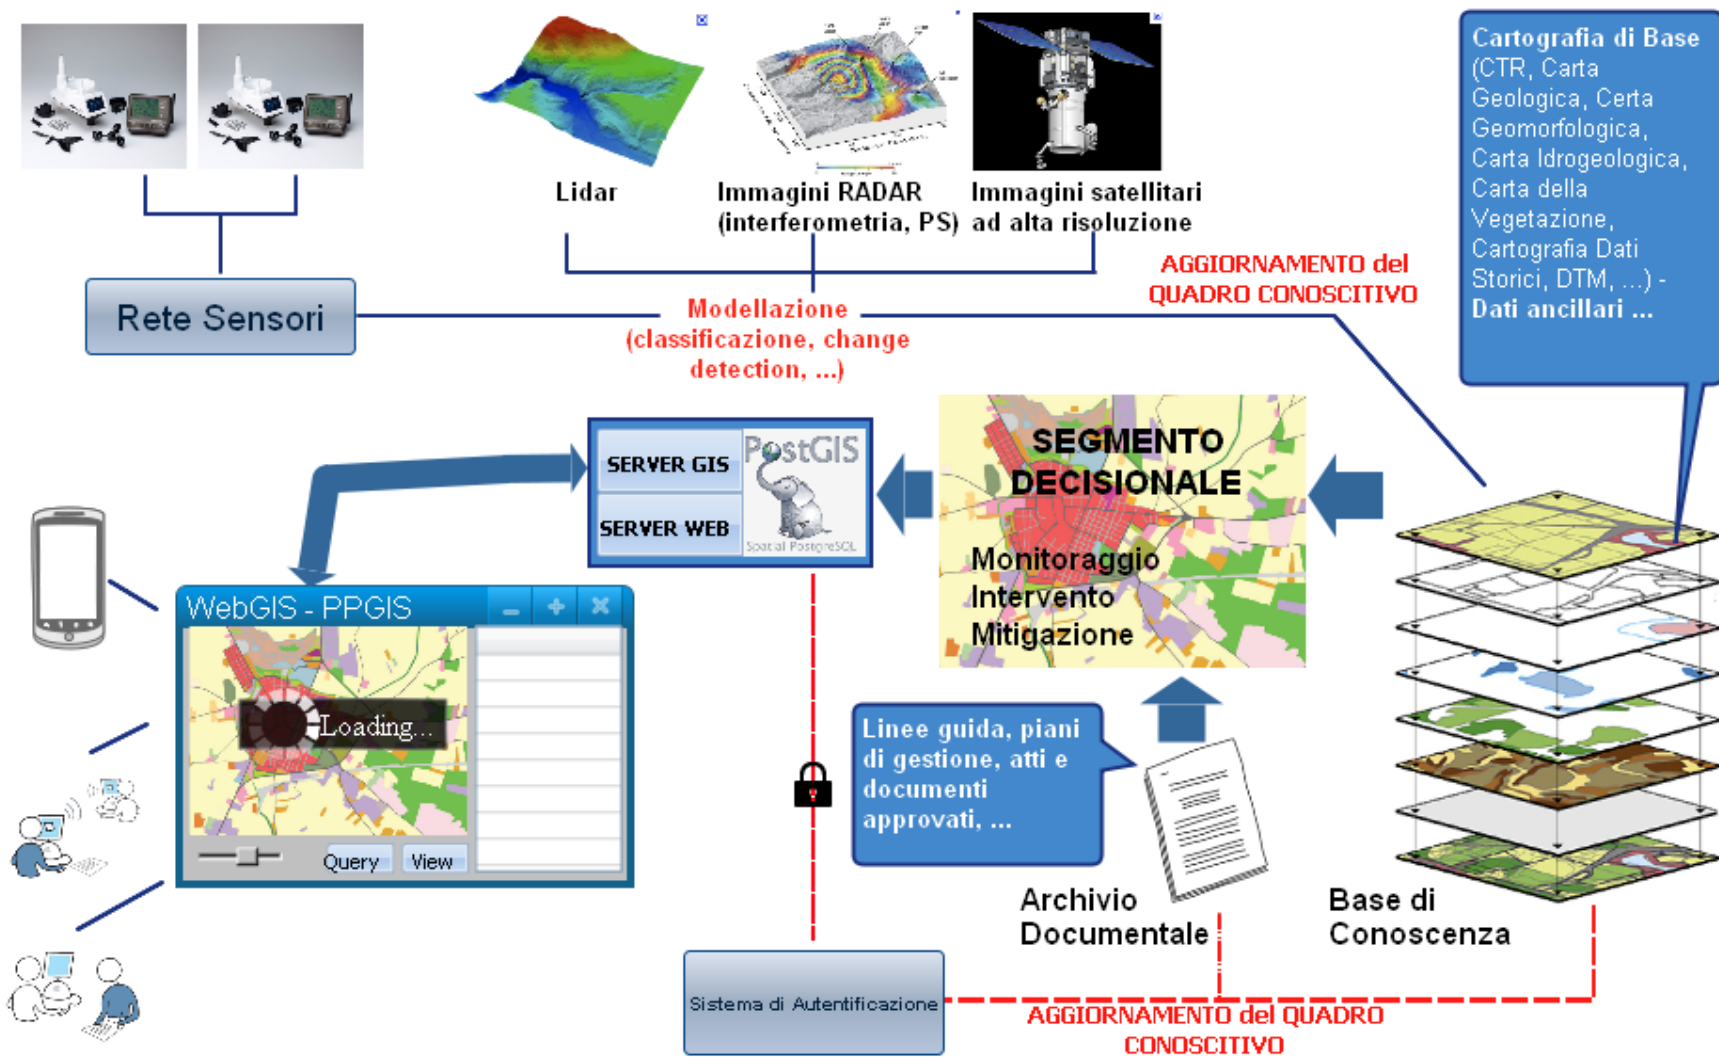 Lidar
Immagini RADAR
(interferometria, PS)
Immagini satellitari
ad alta risoluzione
Cartografia di Base
(CTR, Carta
Geologica, Certa
Geomorfologica,
Carta Idrogeologica,
Carta della
Vegetazione,
Cartografia Dati
Storici, DTM, ...) -
Dati ancillari ...
AGGIORNAMENTO del
QUADRO CONOSCITIVO
Rete Sensori
Modellazione
(classificazione, change
detection, ...)
SERVER GIS
SERVER WEB
PostGIS
Spatial PostgreSQL
SEGMENTO
DECISIONALE
Monitoraggio
Intervento
Mitigazione
WebGIS - PPGIS
Loading...
Query
View
Linee guida, piani
di gestione, atti e
documenti
approvati, ...
Archivio
Documentale
Base di
Conoscenza
Sistema di Autentificazione
AGGIORNAMENTO del QUADRO
CONOSCITIVO